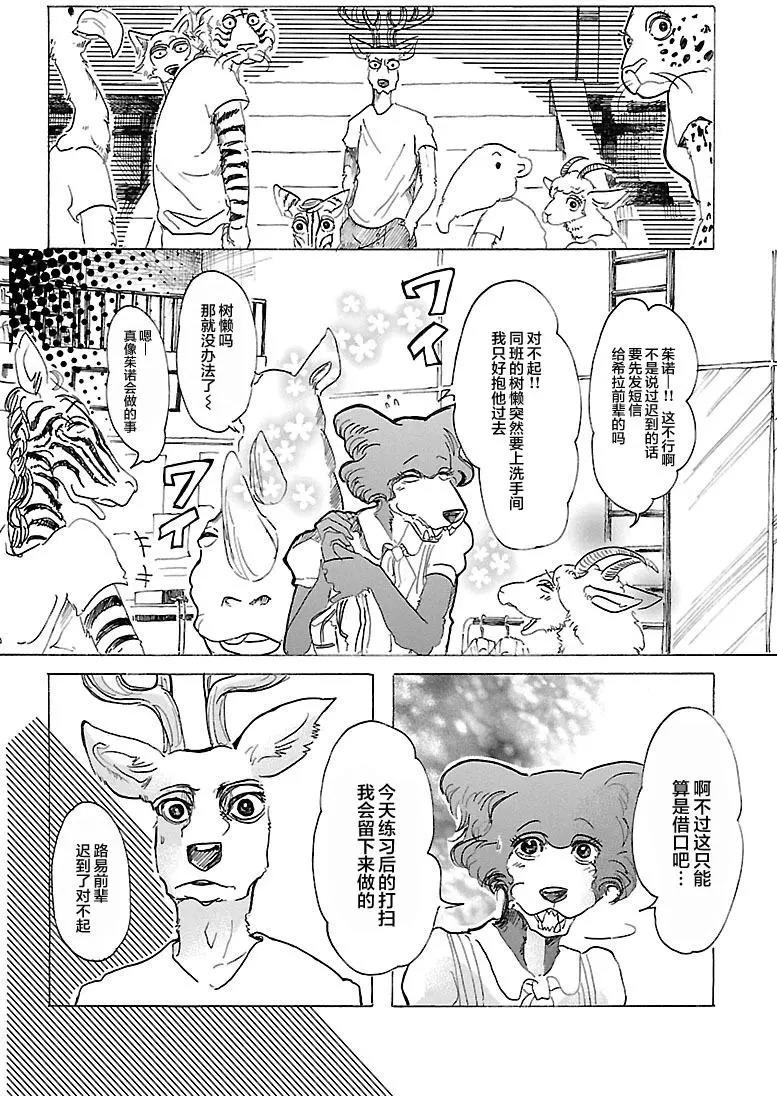 茱诺—!! 这不行啊
不是说过迟到的话
要先发短信
给希拉前辈的吗
对不起!!
同班的树懒突然要上洗手间
我只好抱他过去
ワイ
树懒吗
那就没办法了～
嗯—
真像茱诺会做的事
ワイ
啊不过这只能
算是借口吧…
今天练习后的打扫
我会留下来做的
路易前辈
迟到了对不起